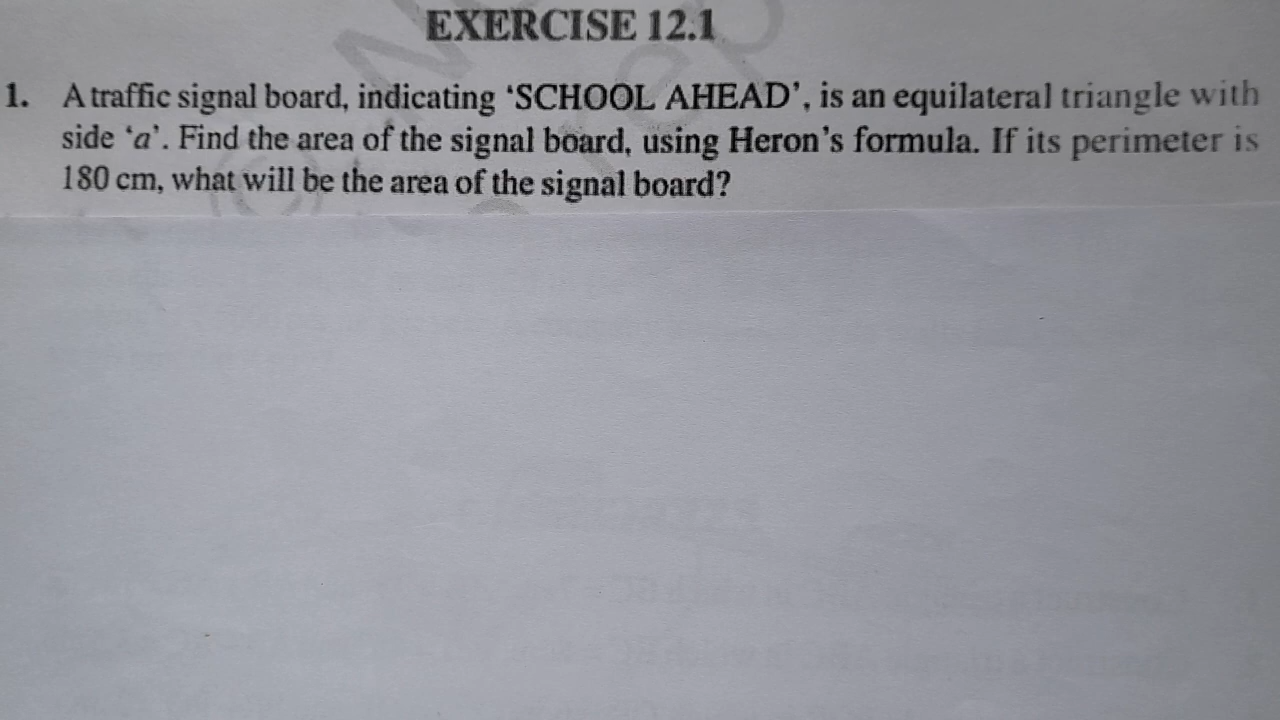 EXERCISE 12.1
1. A traffic signal board, indicating ‘SCHOOL AHEAD’, is an equilateral triangle with
side ‘a’. Find the area of the signal board, using Heron’s formula. If its perimeter is
180 cm, what will be the area of the signal board?